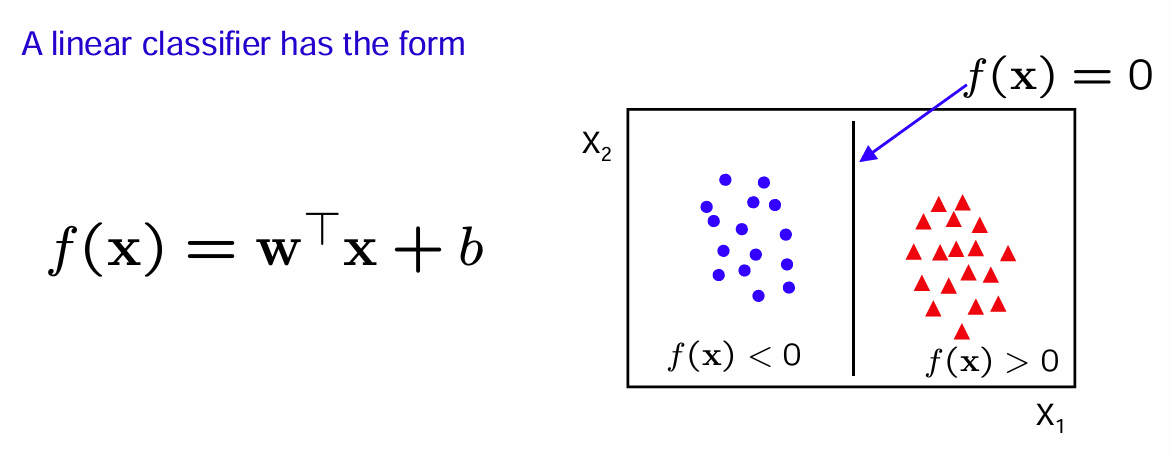 A linear classifier has the form
f(x) = w⊤x + b
f(x) = 0
X₂
f(x) < 0
f(x) > 0
X₁